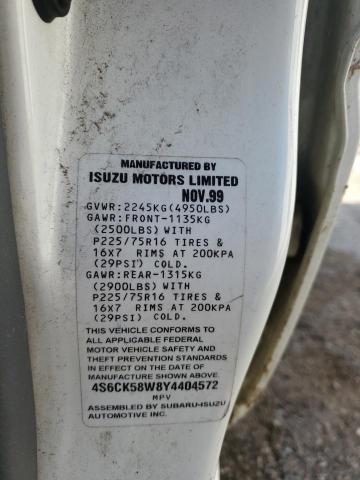 MANUFACTURED BY
ISUZU MOTORS LIMITED
NOV.99
GVWR:2245KG(4950LBS)
GAWR:FRONT-1135KG
(2500LBS)WITH
P225/75R16 TIRES &
16X7 RIMS AT 200KPA
(29PSI) COLD.
GAWR:REAR-1315KG
(2900LBS)WITH
P225/75R16 TIRES &
16X7 RIMS AT 200KPA
(29PSI) COLD.
THIS VEHICLE CONFORMS TO
ALL APPLICABLE FEDERAL
MOTOR VEHICLE SAFETY AND
THEFT PREVENTION STANDARDS
IN EFFECT ON THE DATE OF
MANUFACTURE SHOWN ABOVE.
4S6CK58W8Y4404572
MPV
ASSEMBLED BY SUBARU-ISUZU
AUTOMOTIVE INC.